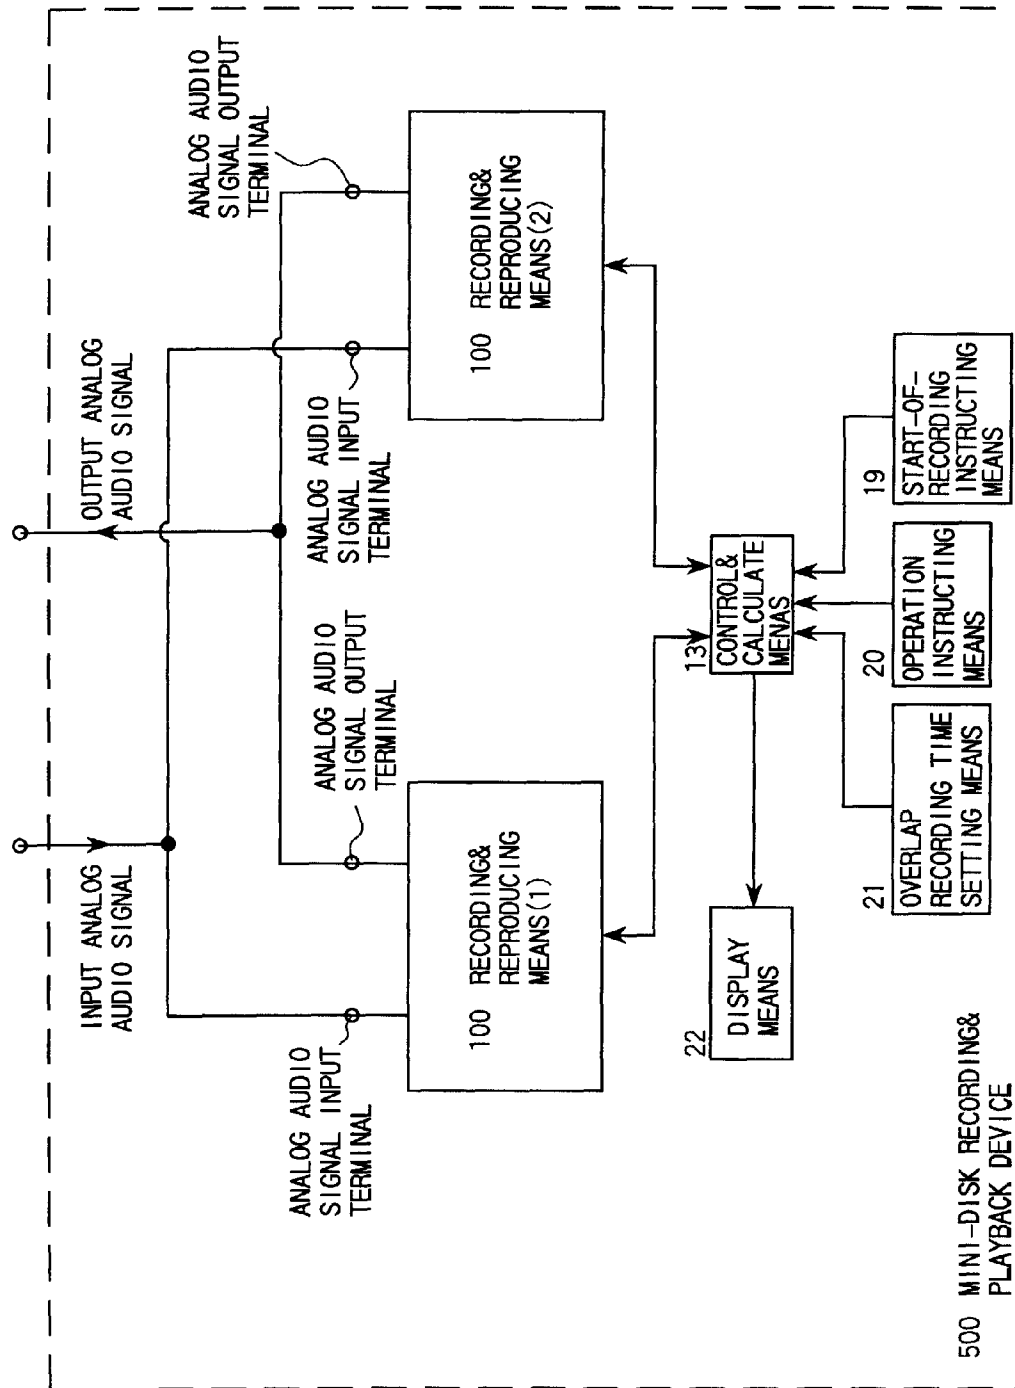 INPUT ANALOG
AUDIO SIGNAL
OUTPUT ANALOG
AUDIO SIGNAL
ANALOG AUDIO
SIGNAL INPUT
TERMINAL
ANALOG AUDIO
SIGNAL OUTPUT
TERMINAL
ANALOG AUDIO
SIGNAL INPUT
TERMINAL
ANALOG AUDIO
SIGNAL OUTPUT
TERMINAL
100 RECORDING&
REPRODUCING
MEANS(1)
100 RECORDING&
REPRODUCING
MEANS(2)
22
DISPLAY
MEANS
13
CONTROL&
CALCULATE
MENAS
21
OVERLAP
RECORDING TIME
SETTING MEANS
20
OPERATION
INSTRUCTING
MEANS
19
START-OF-
RECORDING
INSTRUCTING
MEANS
500 MINI-DISK RECORDING&
PLAYBACK DEVICE